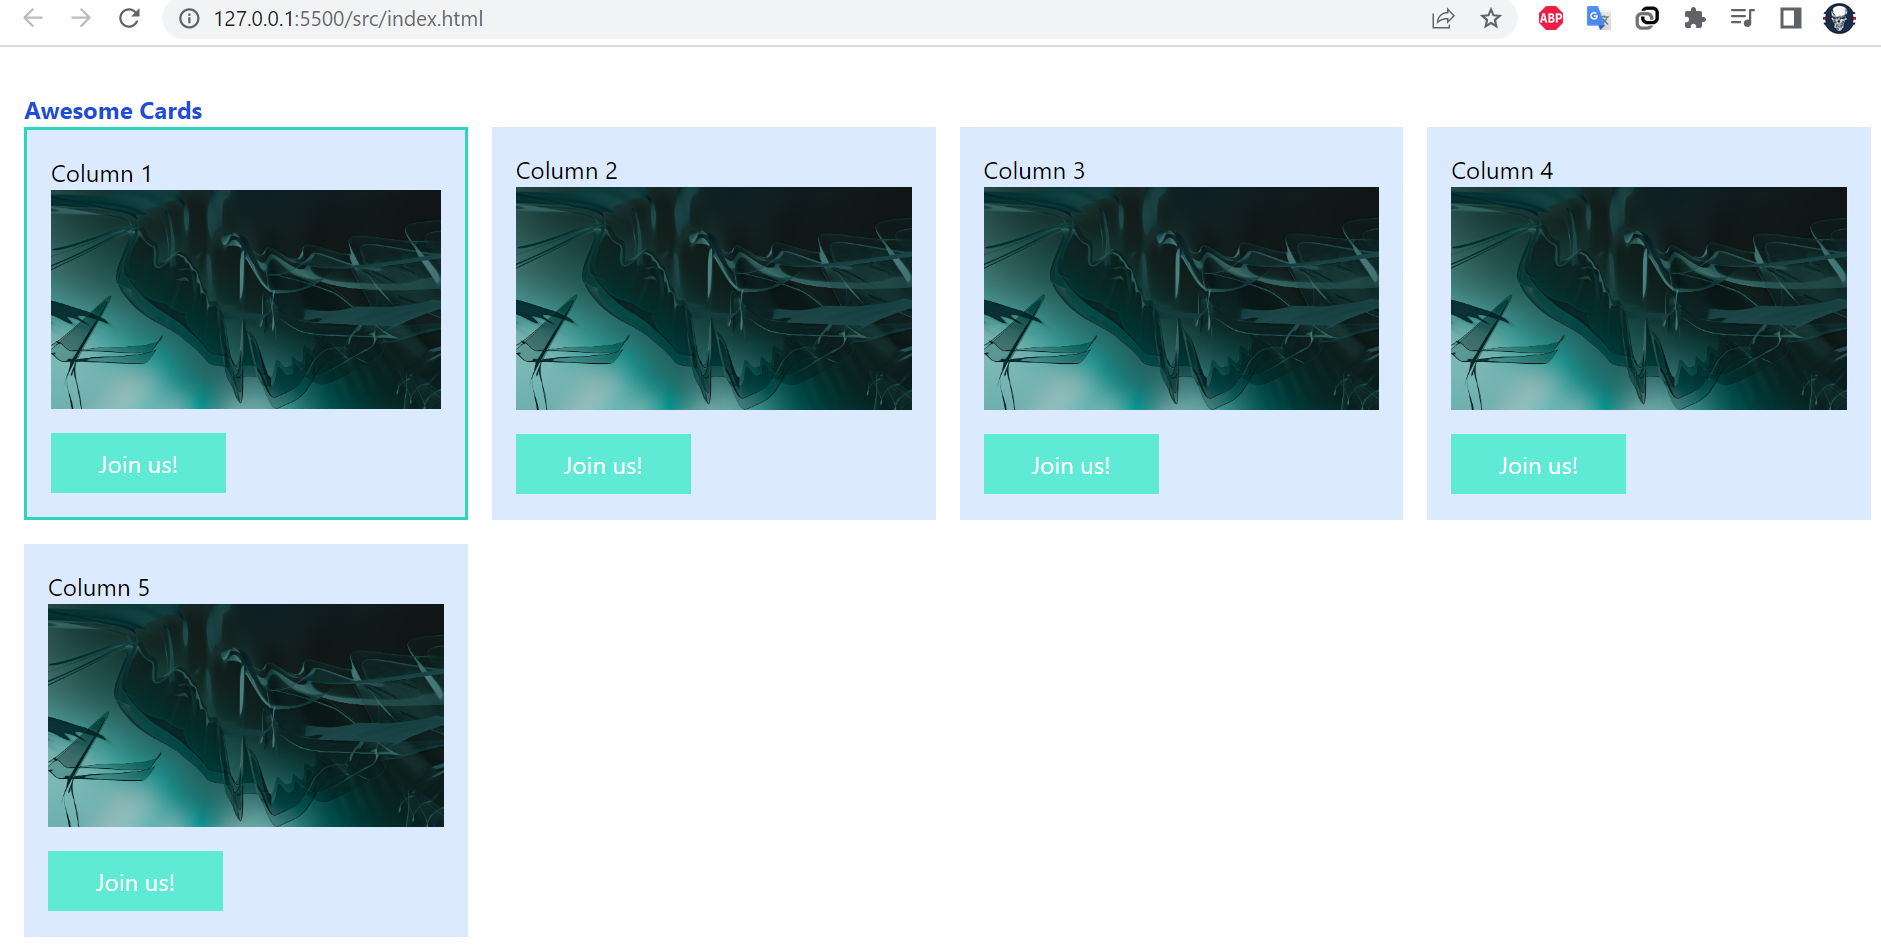 127.0.0.1:5500/src/index.html
ABP
G
Awesome Cards
Column 1
Join us!
Column 2
Join us!
Column 3
Join us!
Column 4
Join us!
Column 5
Join us!